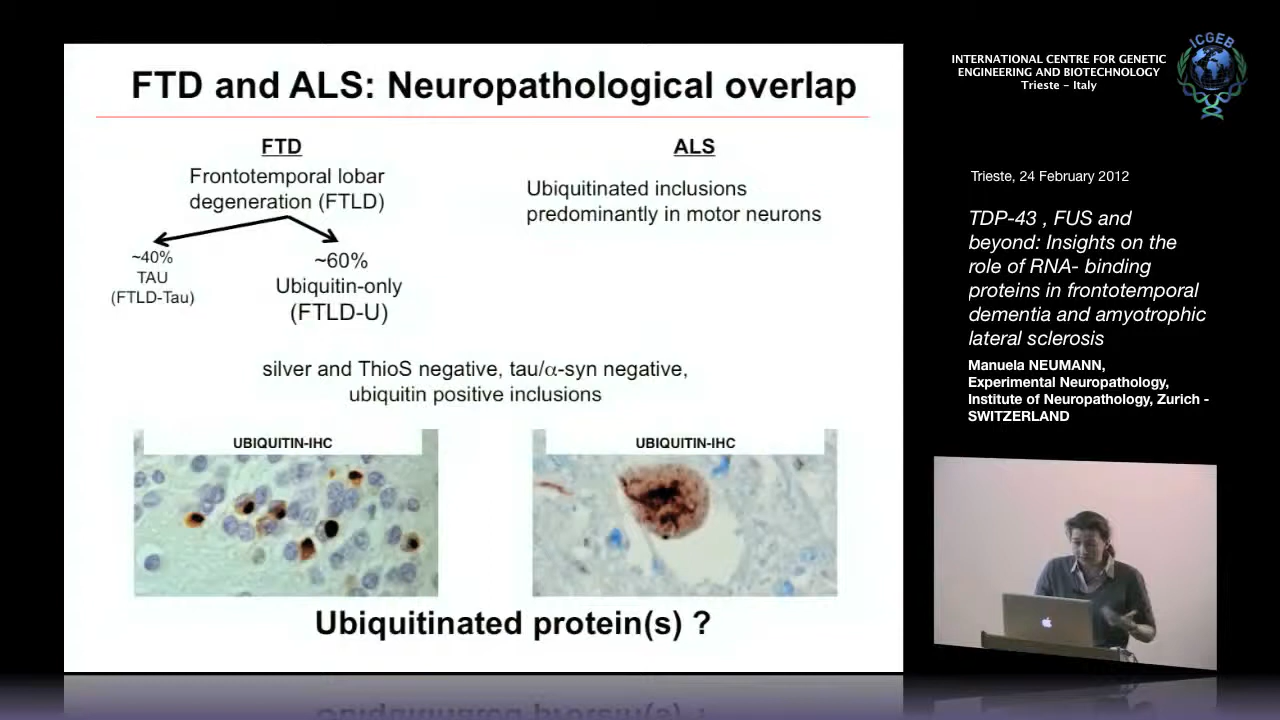 FTD and ALS: Neuropathological overlap
FTD
Frontotemporal lobar
degeneration (FTLD)
~40%
TAU
(FTLD-Tau)
~60%
Ubiquitin-only
(FTLD-U)
ALS
Ubiquitinated inclusions
predominantly in motor neurons
silver and ThioS negative, tau/α-syn negative,
ubiquitin positive inclusions
UBIQUITIN-IHC
UBIQUITIN-IHC
Ubiquitinated protein(s) ?
INTERNATIONAL CENTRE FOR GENETIC
ENGINEERING AND BIOTECHNOLOGY
Trieste - Italy
ICGEB
Trieste, 24 February 2012
TDP-43 , FUS and
beyond: Insights on the
role of RNA- binding
proteins in frontotemporal
dementia and amyotrophic
lateral sclerosis
Manuela NEUMANN,
Experimental Neuropathology,
Institute of Neuropathology, Zurich -
SWITZERLAND